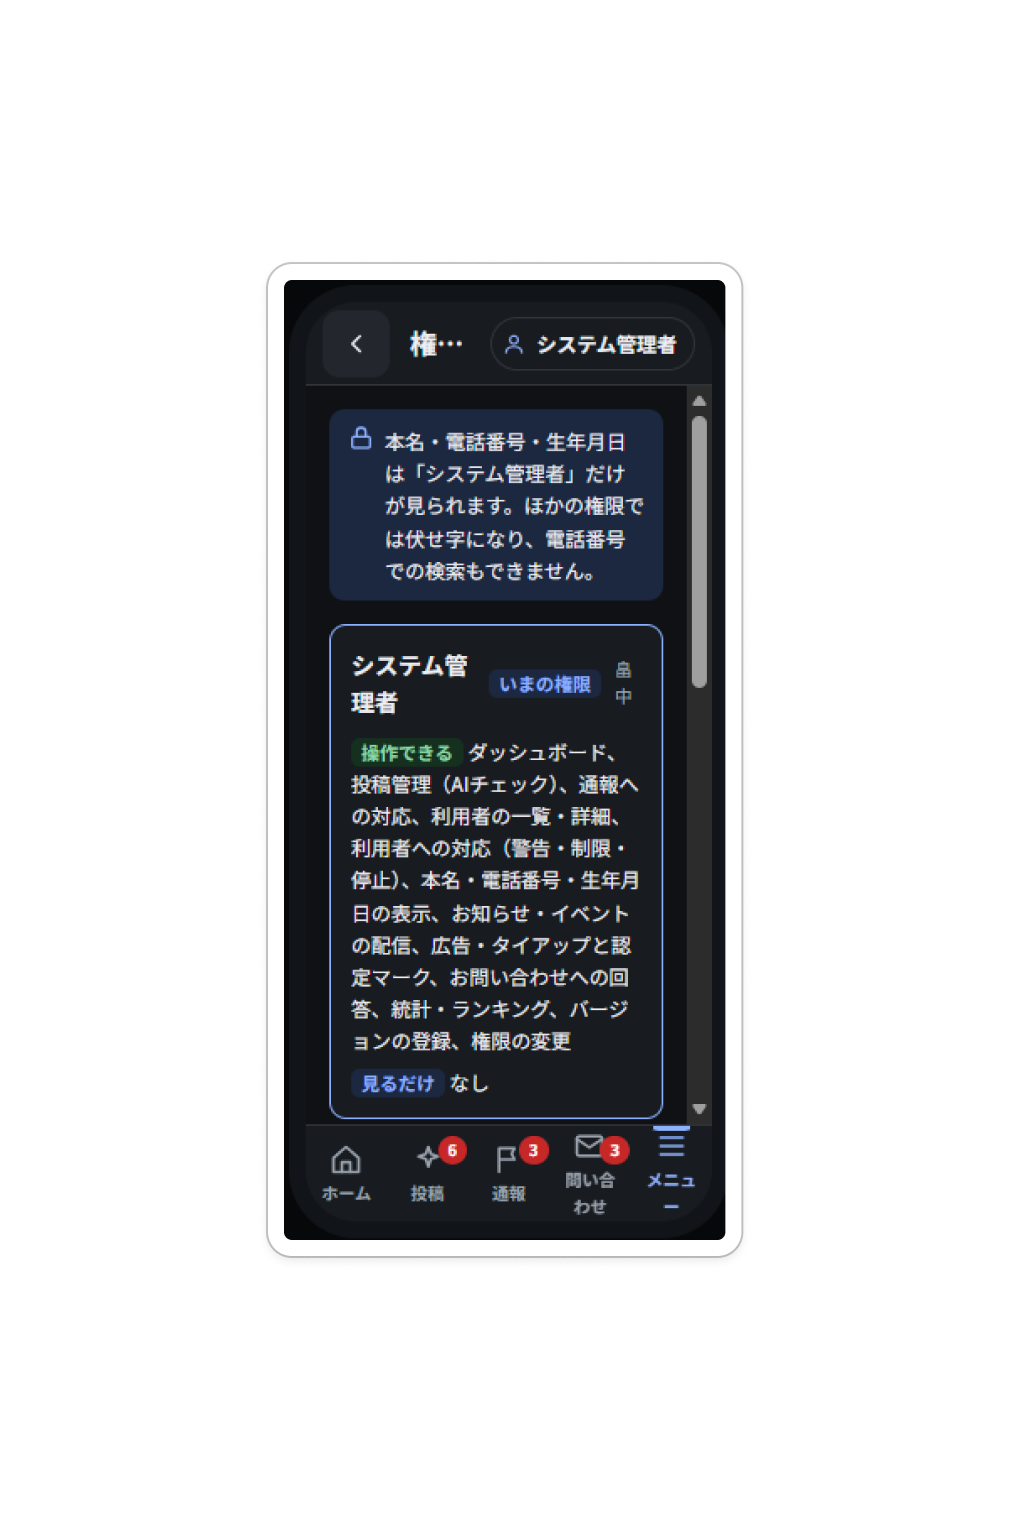 権…
システム管理者
本名・電話番号・生年月日
は「システム管理者」だけ
が見られます。ほかの権限で
は伏せ字になり、電話番号
での検索もできません。
システム管
理者
いまの権限
畠
中
操作できる ダッシュボード、
投稿管理（AIチェック）、通報へ
の対応、利用者の一覧・詳細、
利用者への対応（警告・制限・
停止）、本名・電話番号・生年月
日の表示、お知らせ・イベント
の配信、広告・タイアップと認
定マーク、お問い合わせへの回
答、統計・ランキング、バージ
ョンの登録、権限の変更
見るだけ なし
6
3
3
ホーム
投稿
通報
問い合
わせ
メニュ
ー